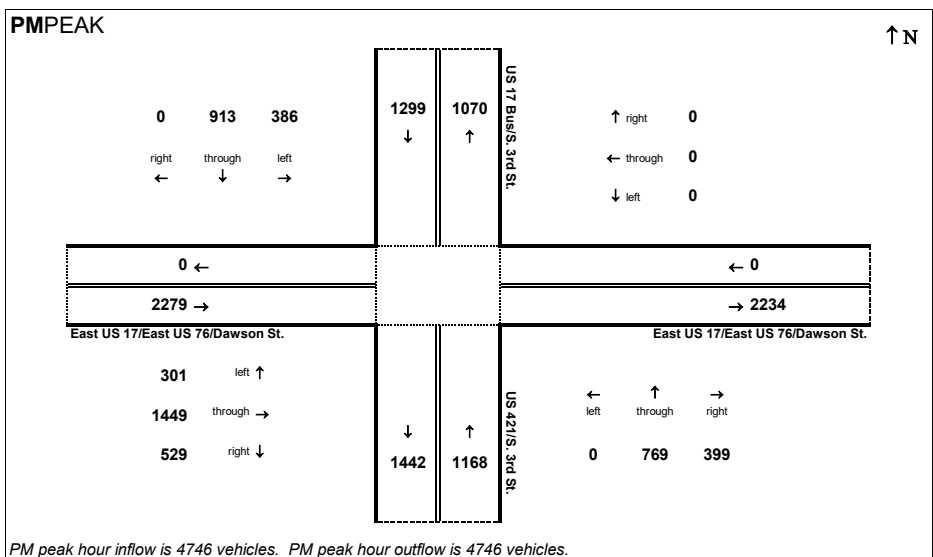 PMPEAK
↑ N
0 913 386
right through left
← ↓ →
1299 1070
↓ ↑
US 17 Bus/S. 3rd St.
↑ right 0
← through 0
↓ left 0
0 ←
← 0
2279 →
→ 2234
East US 17/East US 76/Dawson St.
East US 17/East US 76/Dawson St.
301 left ↑
1449 through →
529 right ↓
↓ ↑
1442 1168
US 421/S. 3rd St.
← ↑ →
left through right
0 769 399
PM peak hour inflow is 4746 vehicles. PM peak hour outflow is 4746 vehicles.